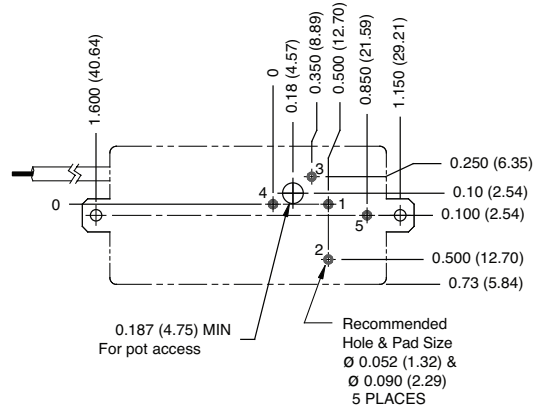 1.600 (40.64)
0
0.18 (4.57)
0.350 (8.89)
0.500 (12.70)
0.850 (21.59)
1.150 (29.21)
3
0.250 (6.35)
4
0.10 (2.54)
0
1
5
0.100 (2.54)
2
0.500 (12.70)
0.73 (5.84)
0.187 (4.75) MIN
For pot access
Recommended
Hole & Pad Size
Ø 0.052 (1.32) &
Ø 0.090 (2.29)
5 PLACES